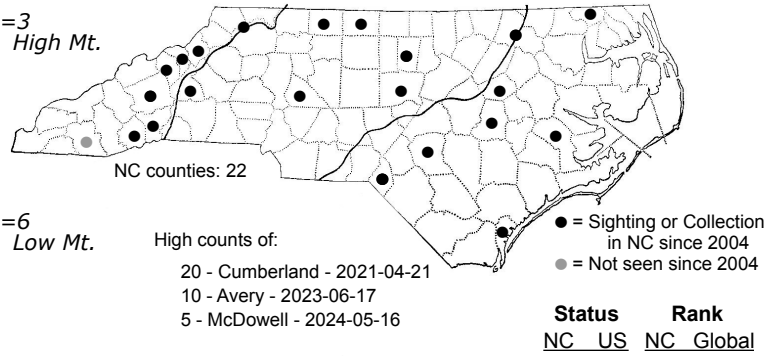 =3
High Mt.
NC counties: 22
=6
Low Mt.
High counts of:
20 - Cumberland - 2021-04-21
10 - Avery - 2023-06-17
5 - McDowell - 2024-05-16
= Sighting or Collection
in NC since 2004
= Not seen since 2004
Status Rank
NC US NC Global